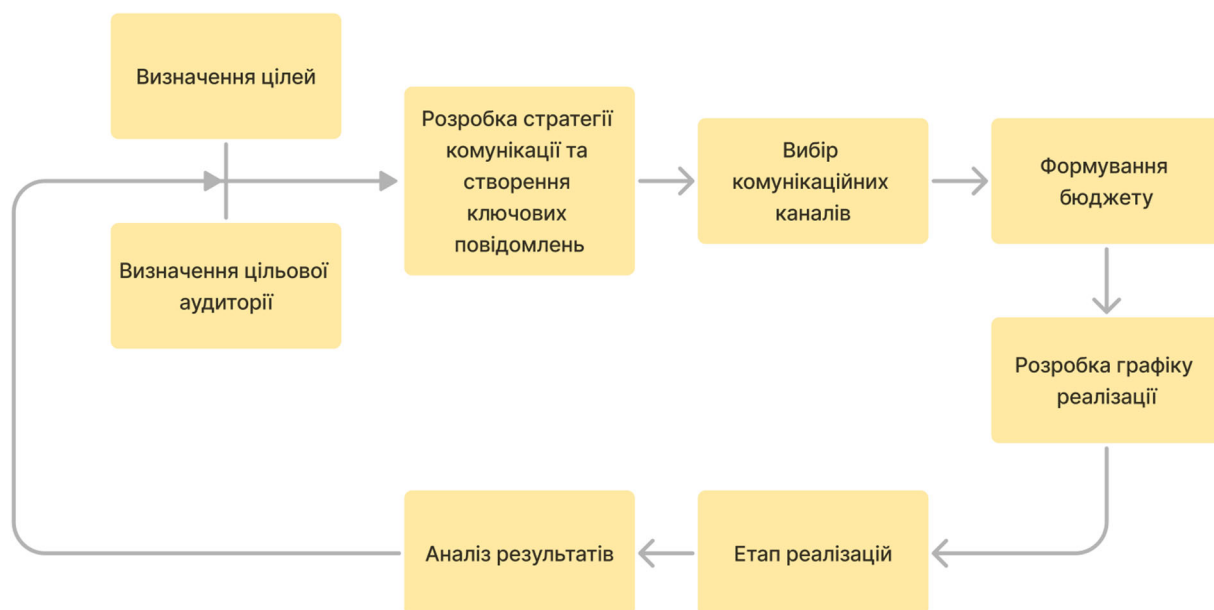 Визначення цілей
Визначення цільової
аудиторії
Розробка стратегії
комунікації та
створення
ключових
повідомлень
Вибір
комунікаційних
каналів
Формування
бюджету
Розробка графіку
реалізації
Етап реалізацій
Аналіз результатів